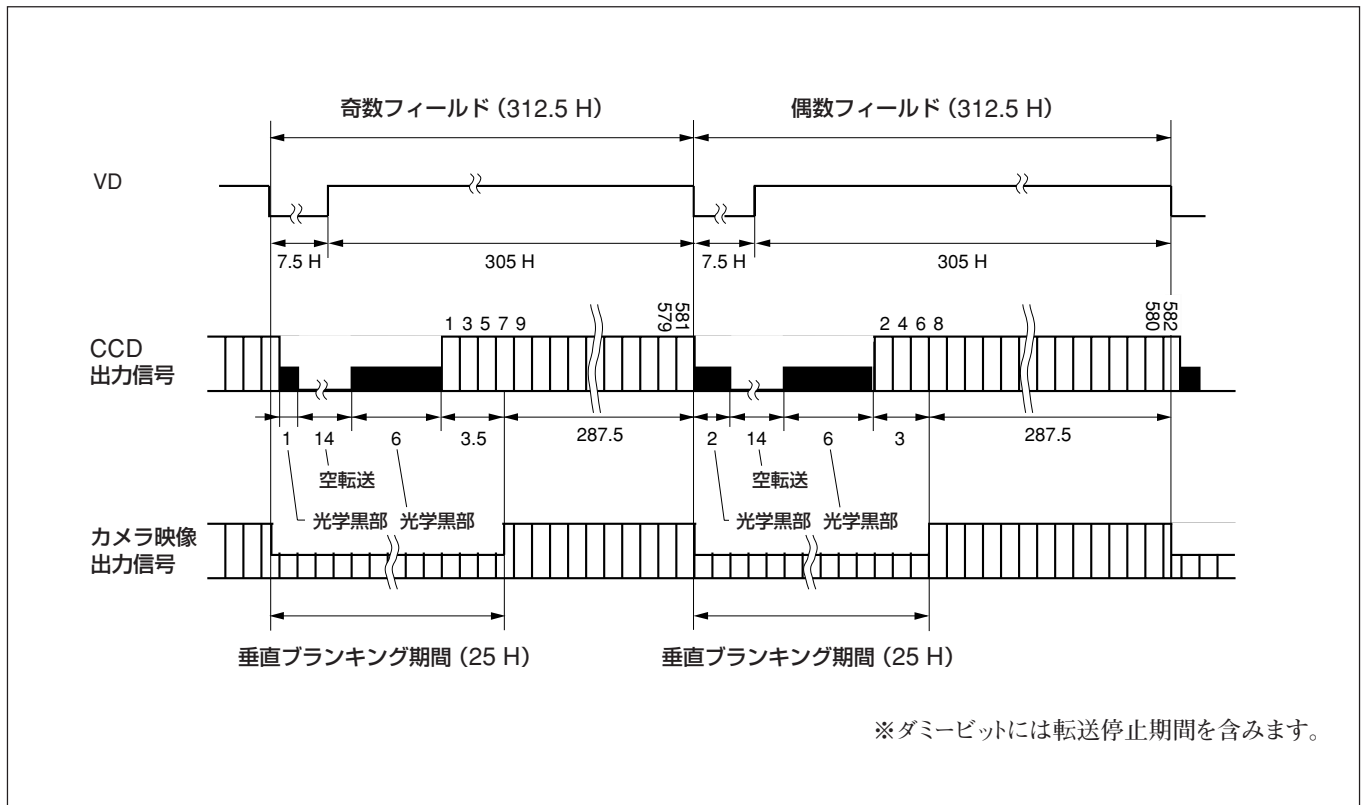 奇数フィールド（312.5 H） 偶数フィールド（312.5 H）
VD
7.5 H 305 H 7.5 H 305 H
1 3 5 7 9 579 581 2 4 6 8 580 582
CCD
出力信号
1 14 6 3.5 287.5 2 14 6 3 287.5
空転送 空転送
光学黒部 光学黒部 光学黒部 光学黒部
カメラ映像
出力信号
垂直ブランキング期間（25 H） 垂直ブランキング期間（25 H）
※ダミービットには転送停止期間を含みます。